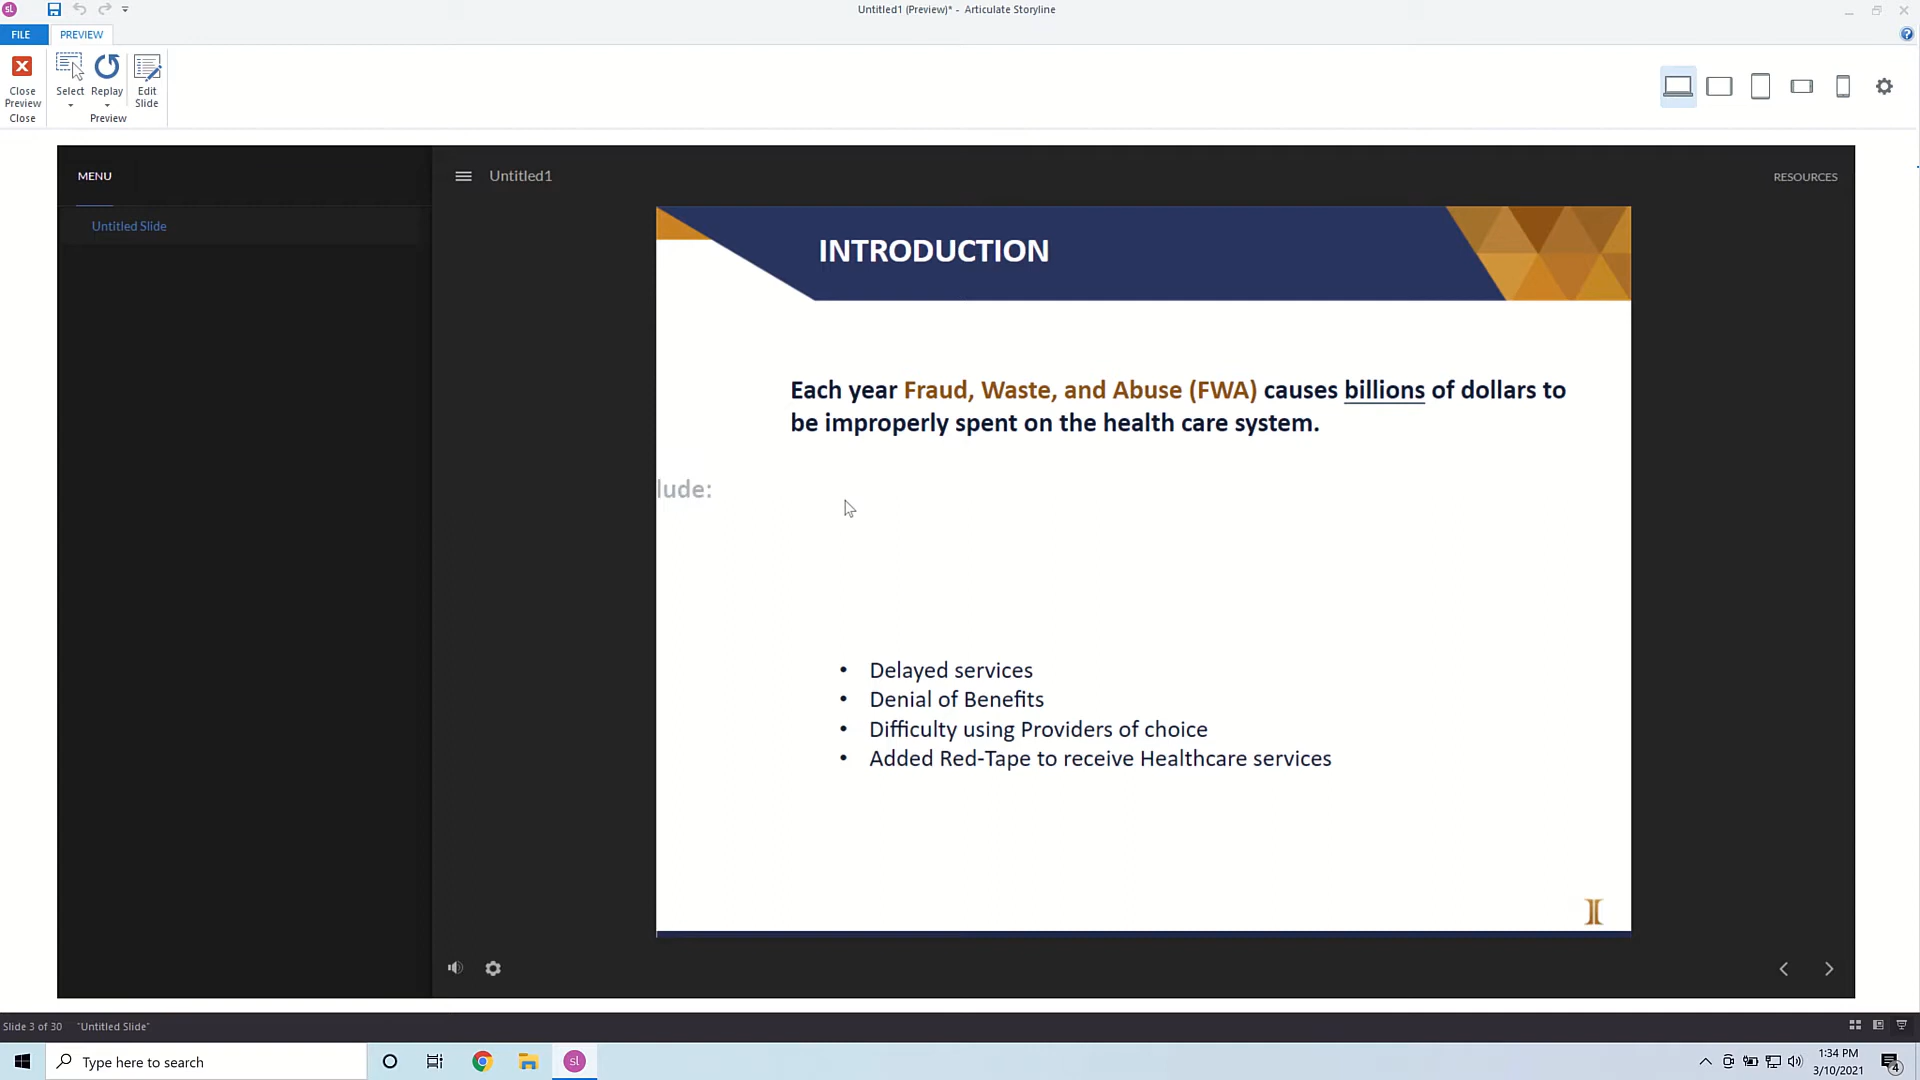 sl
Untitled1 (Preview)* - Articulate Storyline
FILE
PREVIEW
?
Close
Preview
Select
Replay
Edit
Slide
Close
Preview
MENU
Untitled1
RESOURCES
Untitled Slide
INTRODUCTION
Each year Fraud, Waste, and Abuse (FWA) causes billions of dollars to
be improperly spent on the health care system.
lude:
• Delayed services
• Denial of Benefits
• Difficulty using Providers of choice
• Added Red-Tape to receive Healthcare services
Slide 3 of 30
"Untitled Slide"
Type here to search
sl
1:34 PM
3/10/2021
4